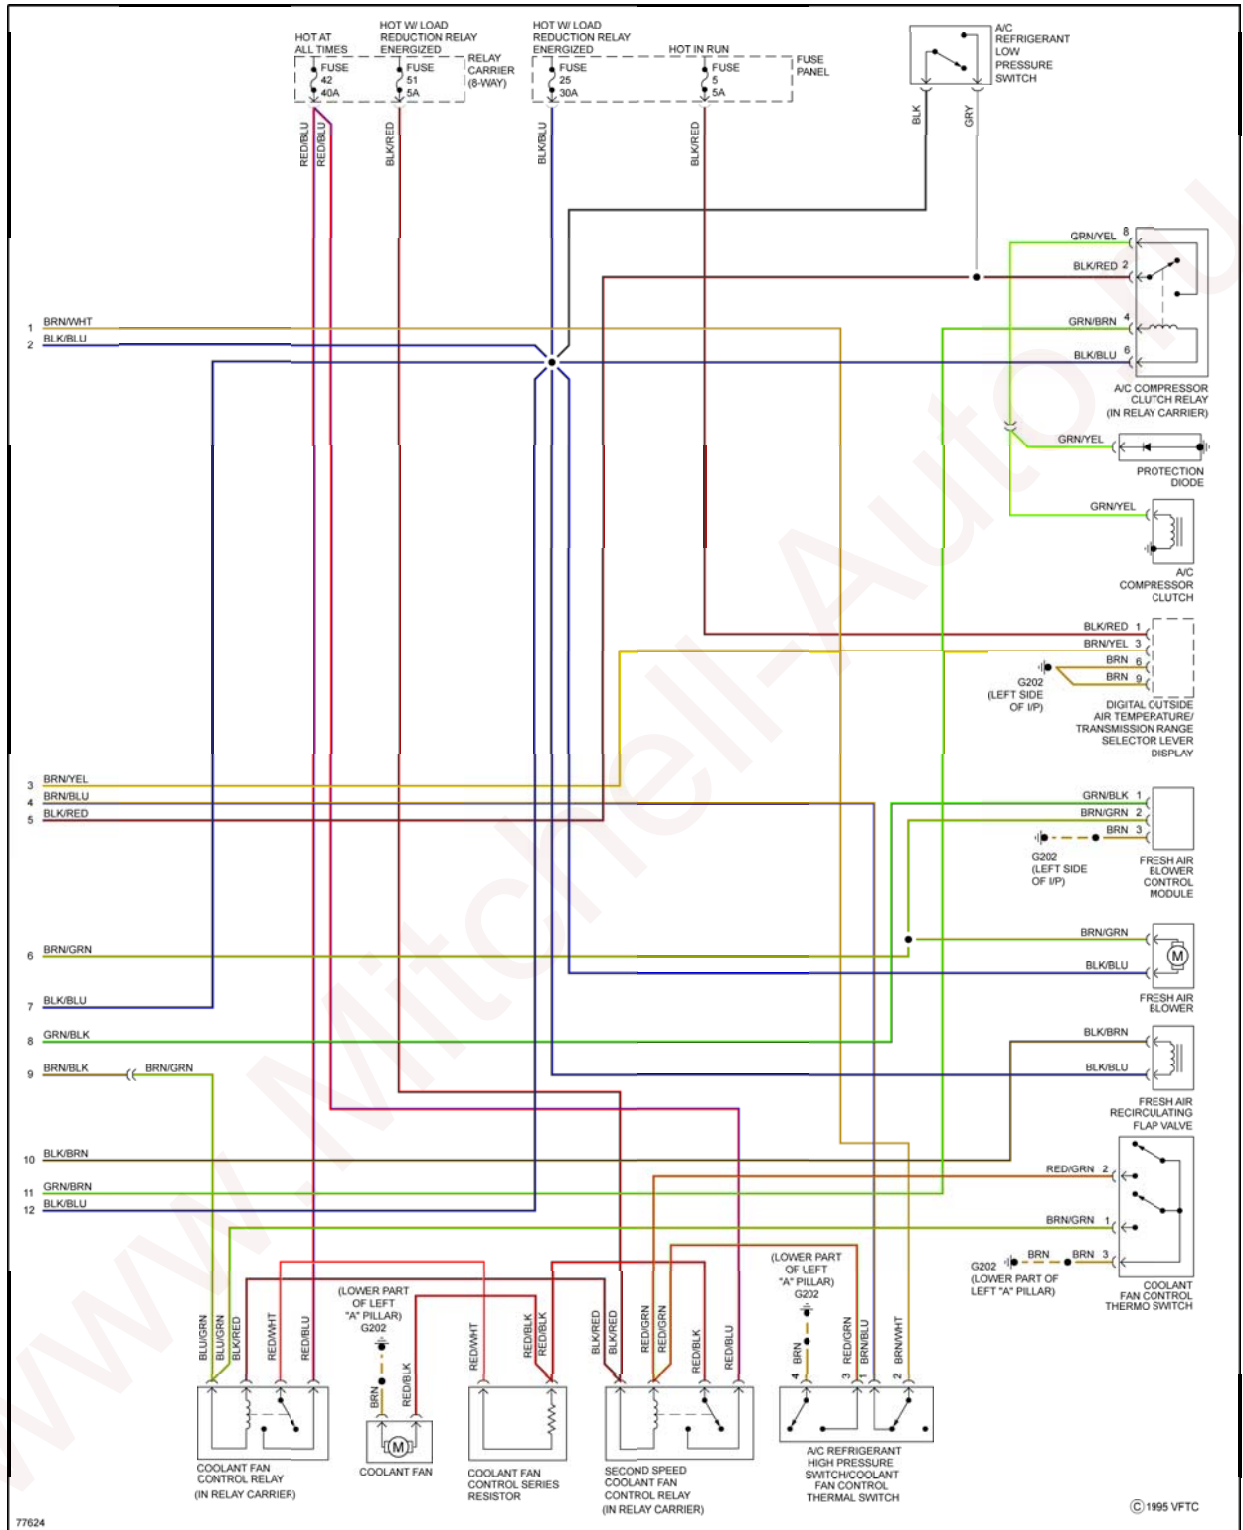 HOT AT
ALL TIMES
HOT W/ LOAD
REDUCTION RELAY
ENERGIZED
HOT W/ LOAD
REDUCTION RELAY
ENERGIZED
HOT IN RUN
FUSE
42
40A
FUSE
51
5A
RELAY
CARRIER
(8-WAY)
FUSE
25
30A
FUSE
5
5A
FUSE
PANEL
A/C
REFRIGERANT
LOW
PRESSURE
SWITCH
RED/BLU
RED/BLU
BLK/RED
BLK/BLU
BLK/RED
BLK
GRY
GRN/YEL 8
BLK/RED 2
GRN/BRN 4
BLK/BLU 6
A/C COMPRESSOR
CLUTCH RELAY
(IN RELAY CARRIER)
1 BRN/WHT
2 BLK/BLU
GRN/YEL
PROTECTION
DIODE
GRN/YEL
A/C
COMPRESSOR
CLUTCH
BLK/RED 1
BRN/YEL 3
BRN 6
BRN 9
G202
(LEFT SIDE
OF I/P)
DIGITAL OUTSIDE
AIR TEMPERATURE/
TRANSMISSION RANGE
SELECTOR LEVER
DISPLAY
3 BRN/YEL
4 BRN/BLU
5 BLK/RED
GRN/BLK 1
BRN/GRN 2
BRN 3
G202
(LEFT SIDE
OF I/P)
FRESH AIR
BLOWER
CONTROL
MODULE
6 BRN/GRN
7 BLK/BLU
8 GRN/BLK
9 BRN/BLK
BRN/GRN
BRN/GRN
BLK/BLU
M
FRESH AIR
BLOWER
BLK/BRN
BLK/BLU
FRESH AIR
RECIRCULATING
FLAP VALVE
10 BLK/BRN
11 GRN/BRN
12 BLK/BLU
RED/GRN 2
BRN/GRN 1
BRN
BRN 3
G202
(LOWER PART OF
LEFT "A" PILLAR)
COOLANT
FAN CONTROL
THERMO SWITCH
BLU/GRN
BLU/GRN
BLK/RED
RED/WHT
RED/BLU
(LOWER PART
OF LEFT
"A" PILLAR)
G202
BRN
RED/BLK
RED/WHT
RED/BLK
RED/BLK
BLK/RED
BLK/RED
RED/GRN
RED/GRN
RED/BLK
RED/BLU
(LOWER PART
OF LEFT
"A" PILLAR)
G202
4 BRN
3 RED/GRN
1 BRN/BLU
2 BRN/WHT
COOLANT FAN
CONTROL RELAY
(IN RELAY CARRIER)
M
COOLANT FAN
COOLANT FAN
CONTROL SERIES
RESISTOR
SECOND SPEED
COOLANT FAN
CONTROL RELAY
(IN RELAY CARRIER)
A/C REFRIGERANT
HIGH PRESSURE
SWITCH/COOLANT
FAN CONTROL
THERMAL SWITCH
© 1995 VFTC
77624
www.Mitchell-Auto.ru